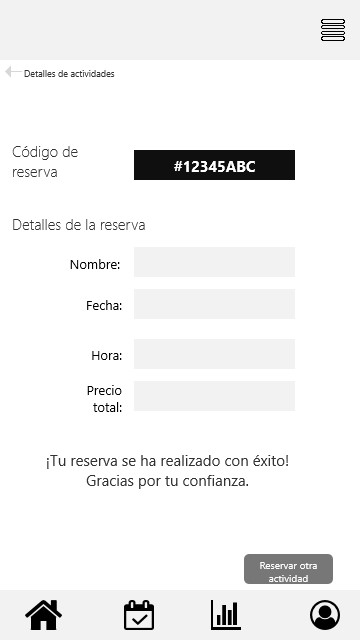 Detalles de actividades
Código de
reserva
#12345ABC
Detalles de la reserva
Nombre:
Fecha:
Hora:
Precio
total:
¡Tu reserva se ha realizado con éxito!
Gracias por tu confianza.
Reservar otra
actividad